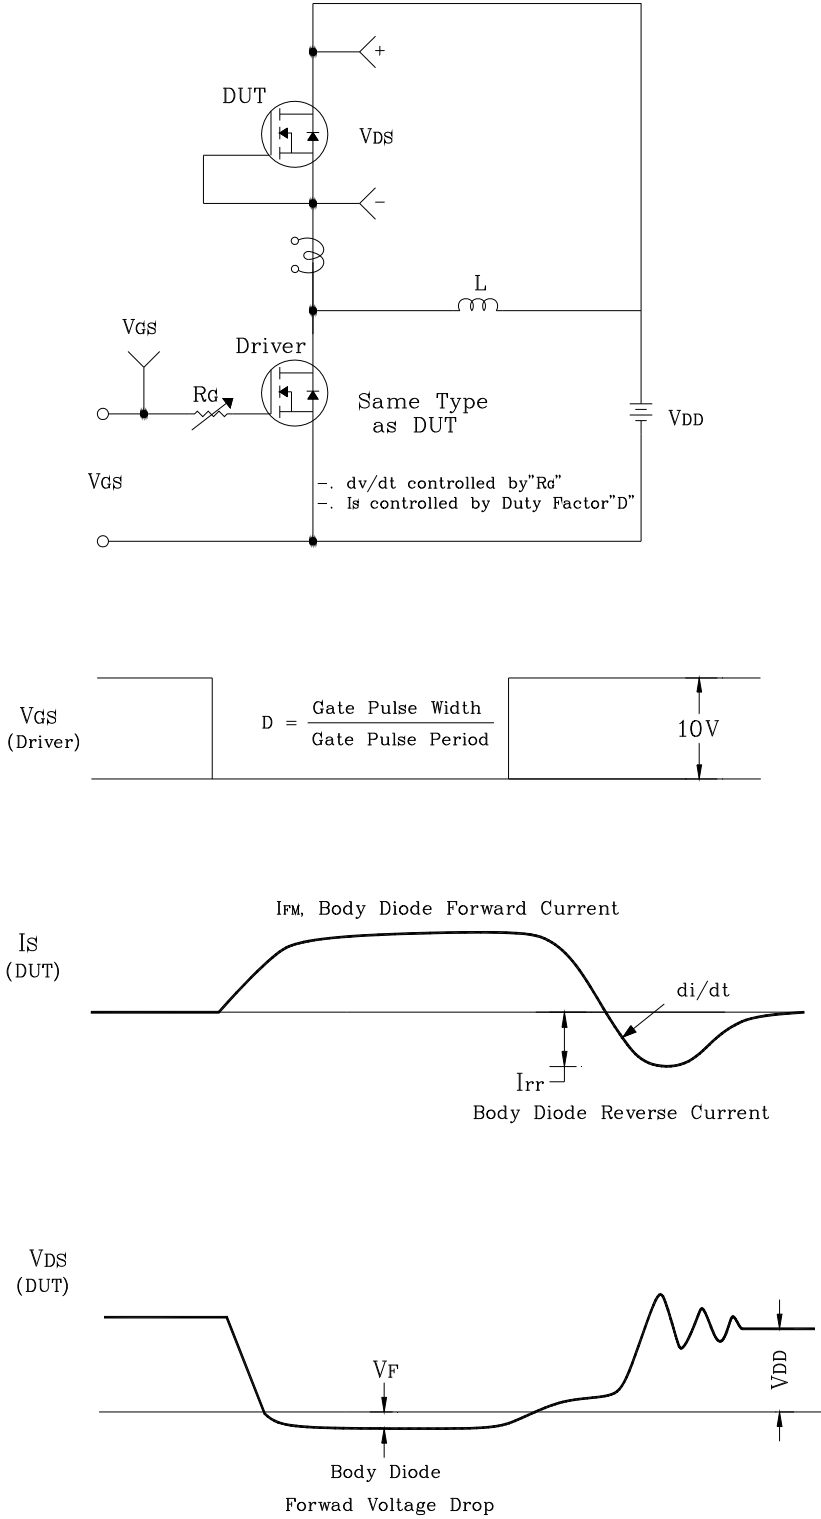 +
DUT
VDS
-
L
VGS
Driver
RG
Same Type
as DUT
VDD
VGS
-. dv/dt controlled by"RG"
-. Is controlled by Duty Factor"D"
VGS
(Driver)
D = Gate Pulse Width
Gate Pulse Period
10V
IFM, Body Diode Forward Current
IS
(DUT)
di/dt
Irr
Body Diode Reverse Current
VDS
(DUT)
VF
VDD
Body Diode
Forwad Voltage Drop